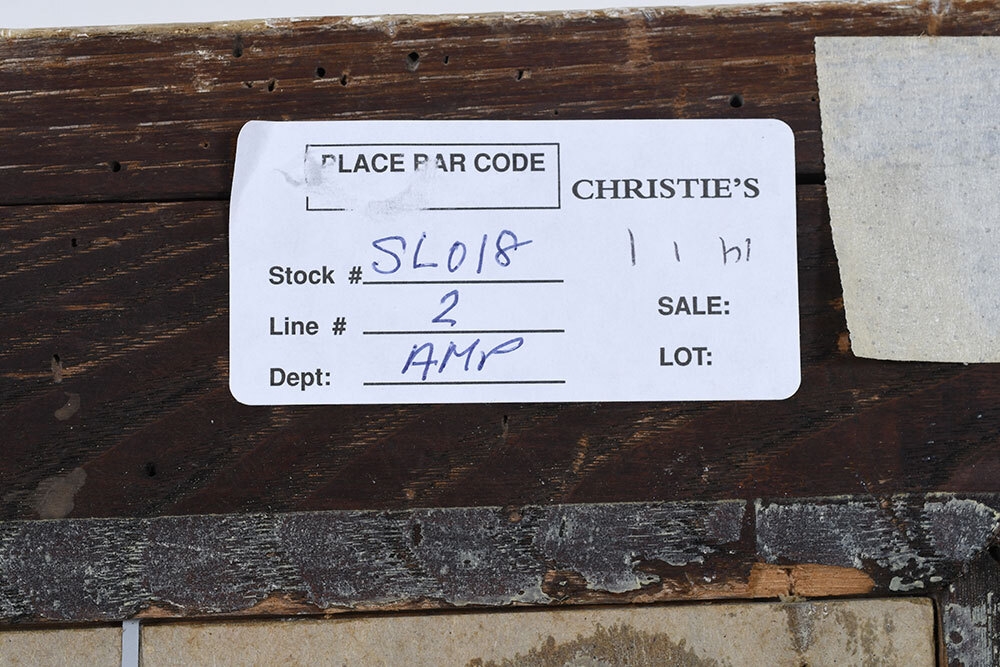 PLACE BAR CODE
CHRISTIE'S
Stock # SL018
Line # 2
SALE:
Dept: AMP
LOT: